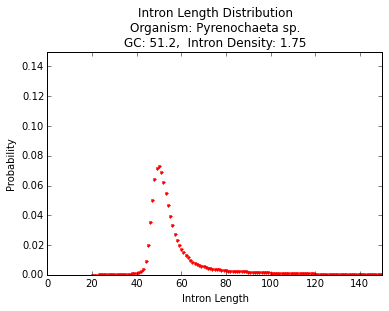 Intron Length Distribution
Organism: Pyrenochaeta sp.
GC: 51.2,  Intron Density: 1.75
0.14
0.12
0.10
0.08
0.06
0.04
0.02
0.00
Probability
0 20 40 60 80 100 120 140
Intron Length